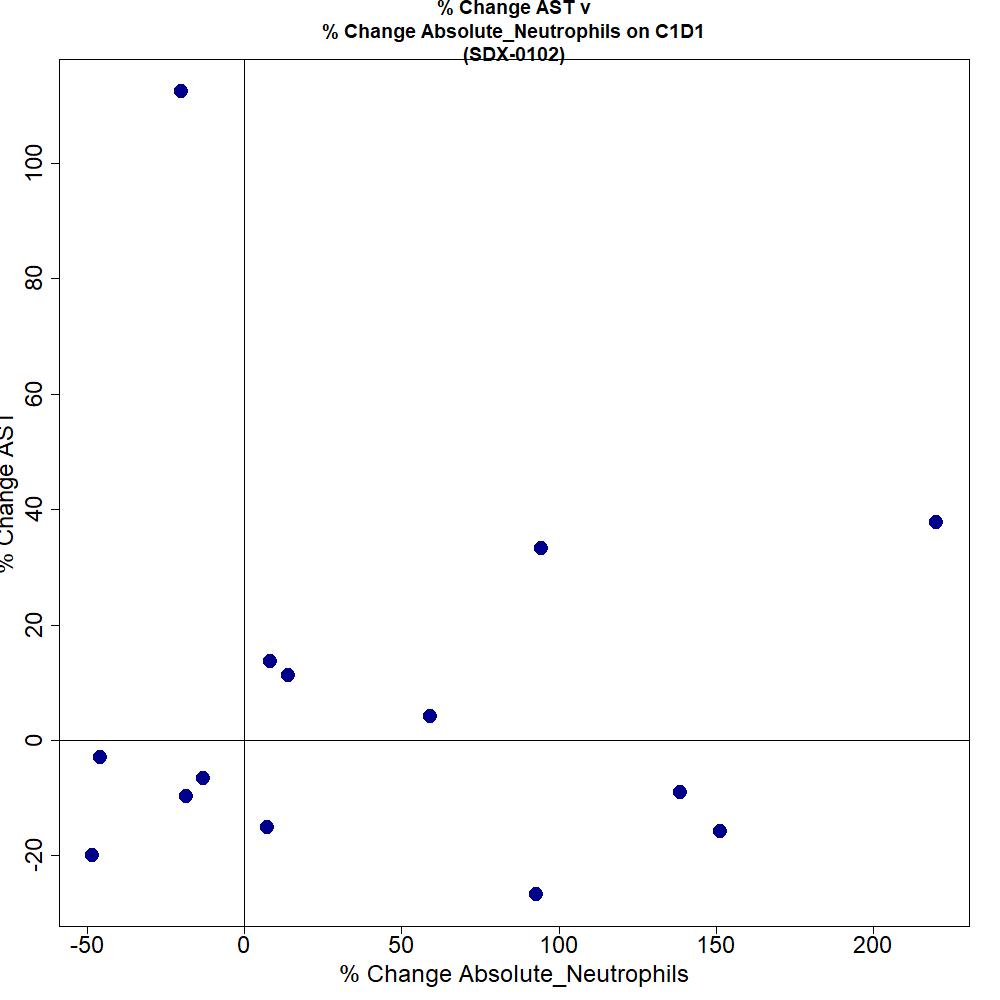 % Change AST v
% Change Absolute_Neutrophils on C1D1
(SDX-0102)
100
80
60
40
20
0
-20
% Change AST
-50
0
50
100
150
200
% Change Absolute_Neutrophils